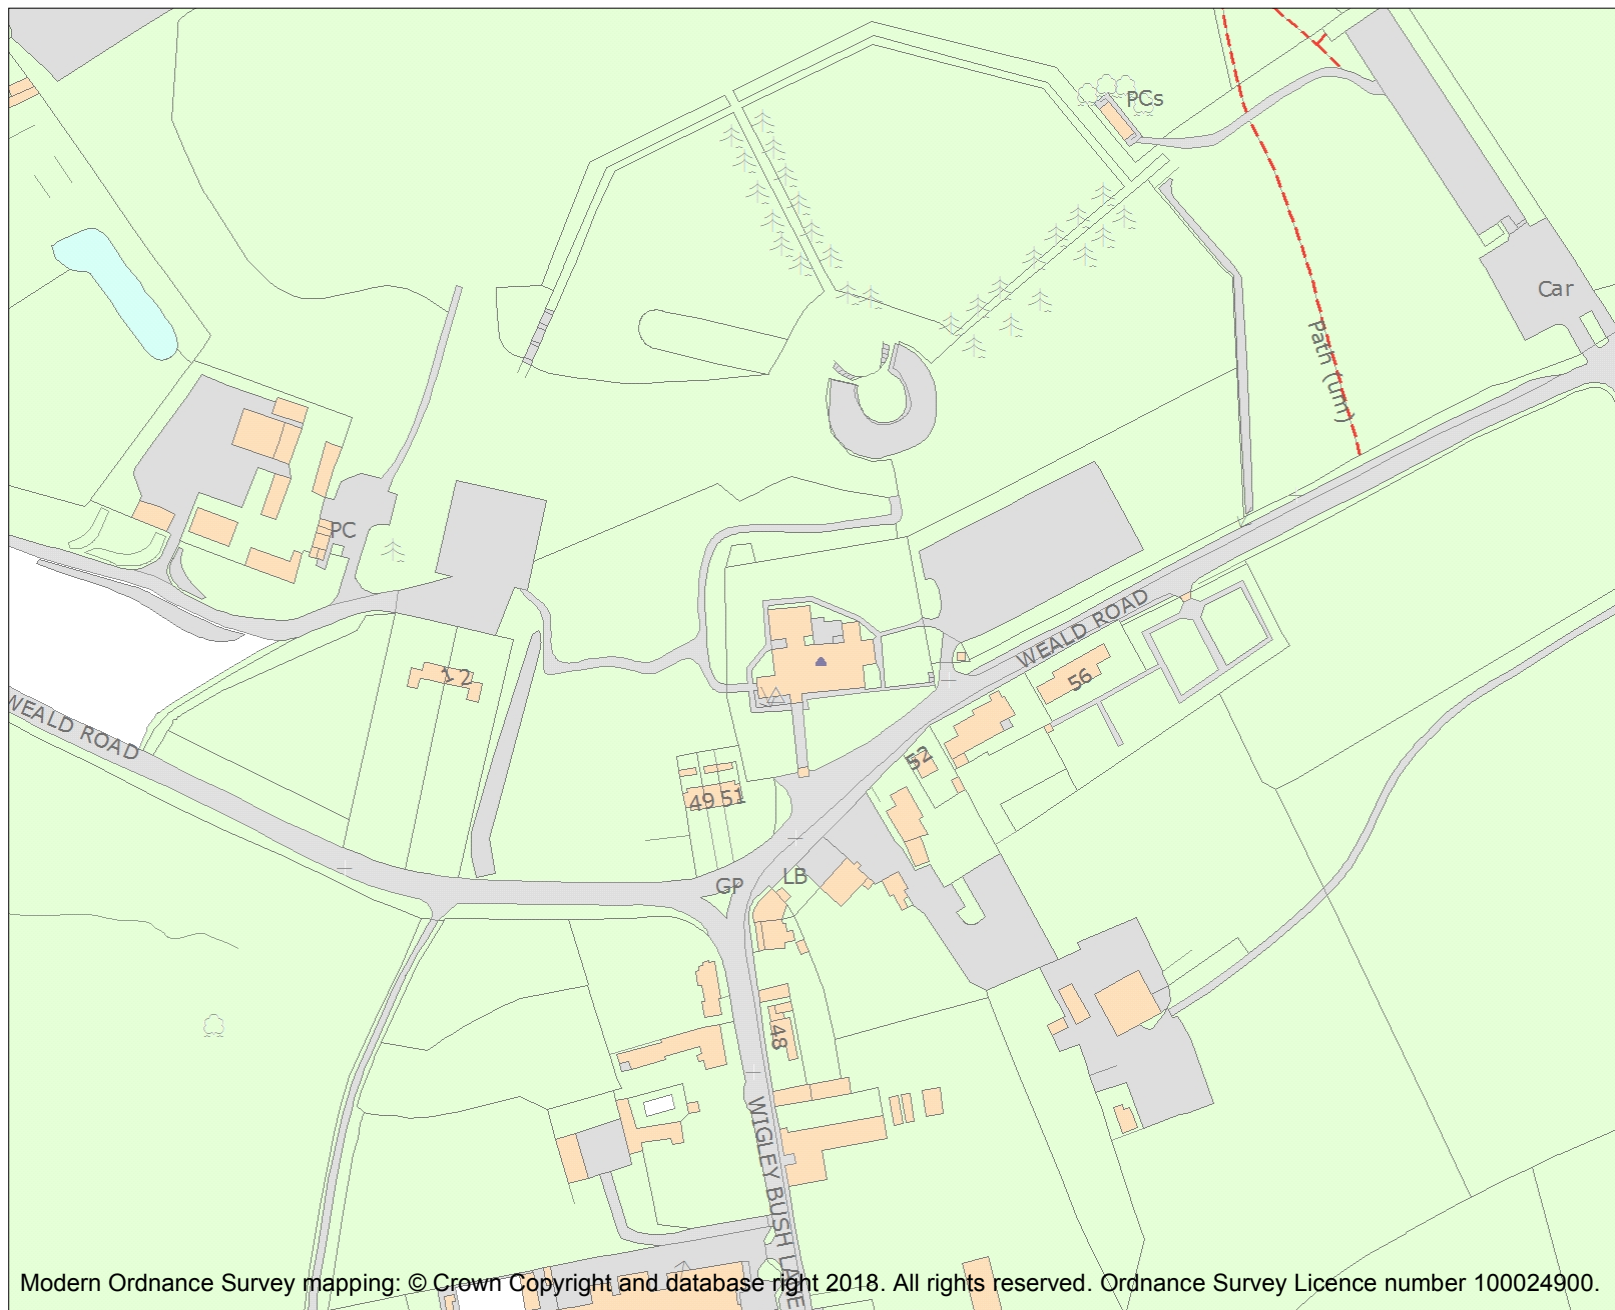 PCs
Car
Path (um)
PC
WEALD ROAD
56
1 2
WEALD ROAD
52
49 51
LB
GP
48
WIGLEY BUSH LANE
Modern Ordnance Survey mapping: © Crown Copyright and database right 2018. All rights reserved. Ordnance Survey Licence number 100024900.